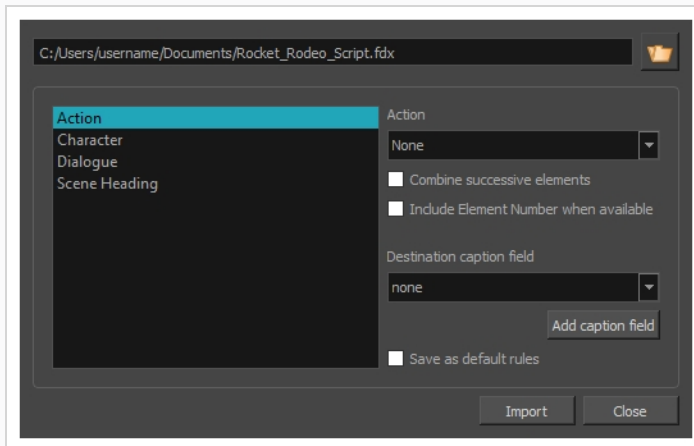 C:/Users/username/Documents/Rocket_Rodeo_Script.fdx
Action
Character
Dialogue
Scene Heading
Action
None
Combine successive elements
Include Element Number when available
Destination caption field
none
Add caption field
Save as default rules
Import
Close